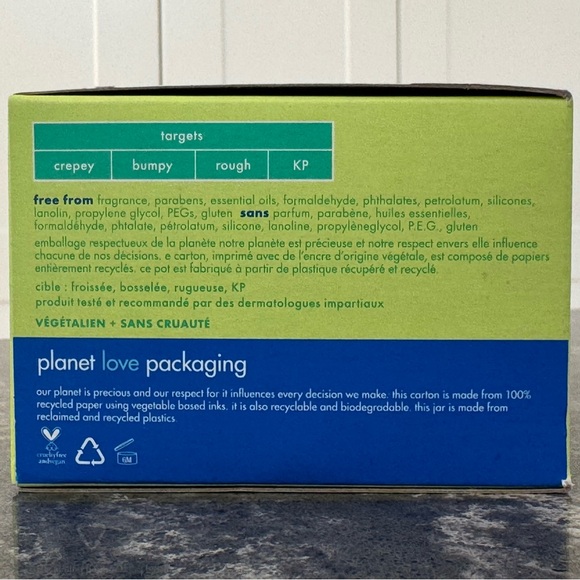 targets
crepey bumpy rough KP
free from fragrance, parabens, essential oils, formaldehyde, phthalates, petrolatum, silicones,
lanolin, propylene glycol, PEGs, gluten sans parfum, parabène, huiles essentielles,
formaldéhyde, phtalate, pétrolatum, silicone, lanoline, propylèneglycol, P.E.G., gluten
emballage respectueux de la planète notre planète est précieuse et notre respect envers elle influence
chacune de nos décisions. e carton, imprimé avec de l'encre d'origine végétale, est composé de papiers
entièrement recyclés. ce pot est fabriqué à partir de plastique récupéré et recyclé.
cible : froissée, bosselée, rugueuse, KP
produit testé et recommandé par des dermatologues impartiaux
VÉGÉTALIEN + SANS CRUAUTÉ
planet love packaging
our planet is precious and our respect for it influences every decision we make. this carton is made from 100%
recycled paper using vegetable based inks. it is also recyclable and biodegradable. this jar is made from
reclaimed and recycled plastics.
crueltyfree
andvegan
6M